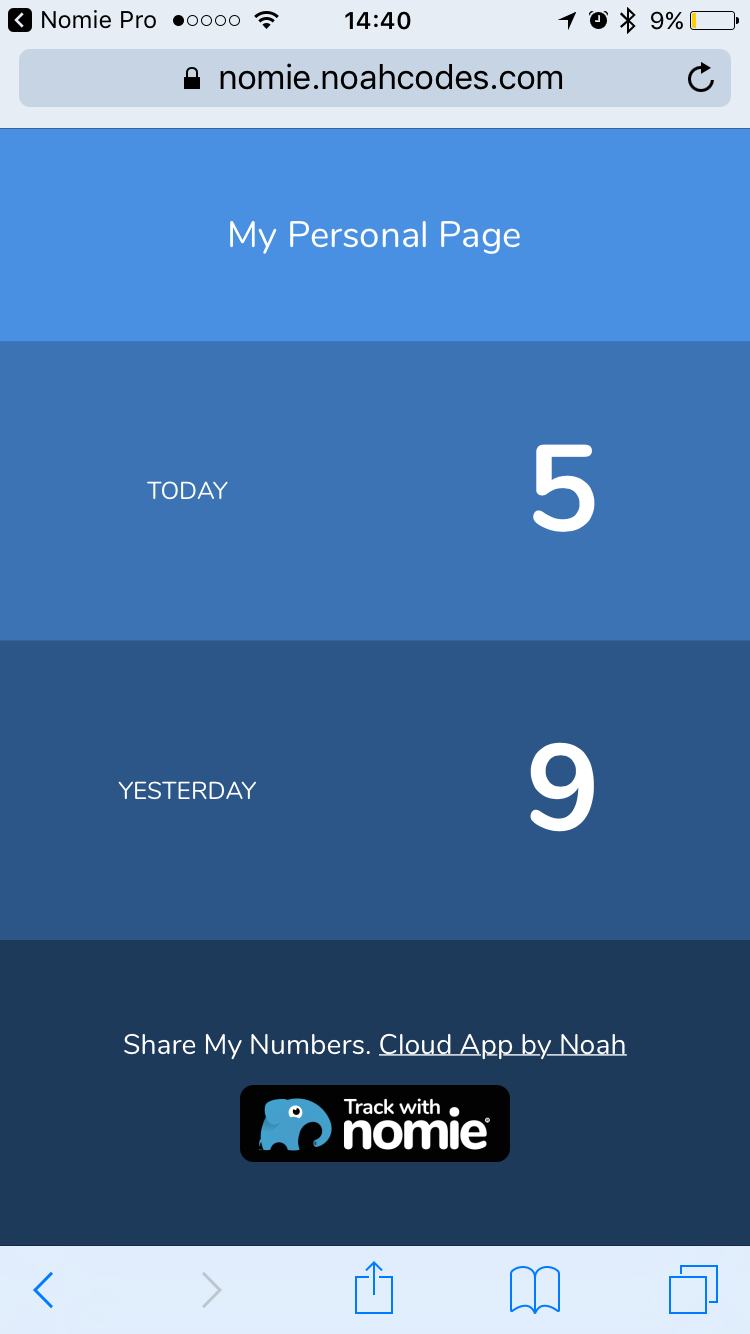 Nomie Pro 14:40 9%
nomie.noahcodes.com
My Personal Page
TODAY 5
YESTERDAY 9
Share My Numbers. Cloud App by Noah
Track with
nomie®